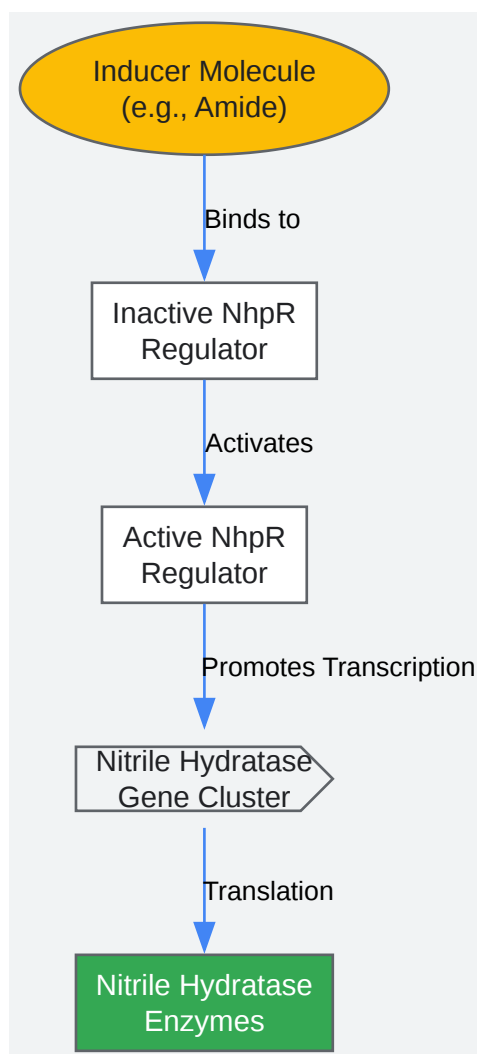 Inducer Molecule
(e.g., Amide)
Binds to
Inactive NhpR
Regulator
Activates
Active NhpR
Regulator
Promotes Transcription
Nitrile Hydratase
Gene Cluster
Translation
Nitrile Hydratase
Enzymes